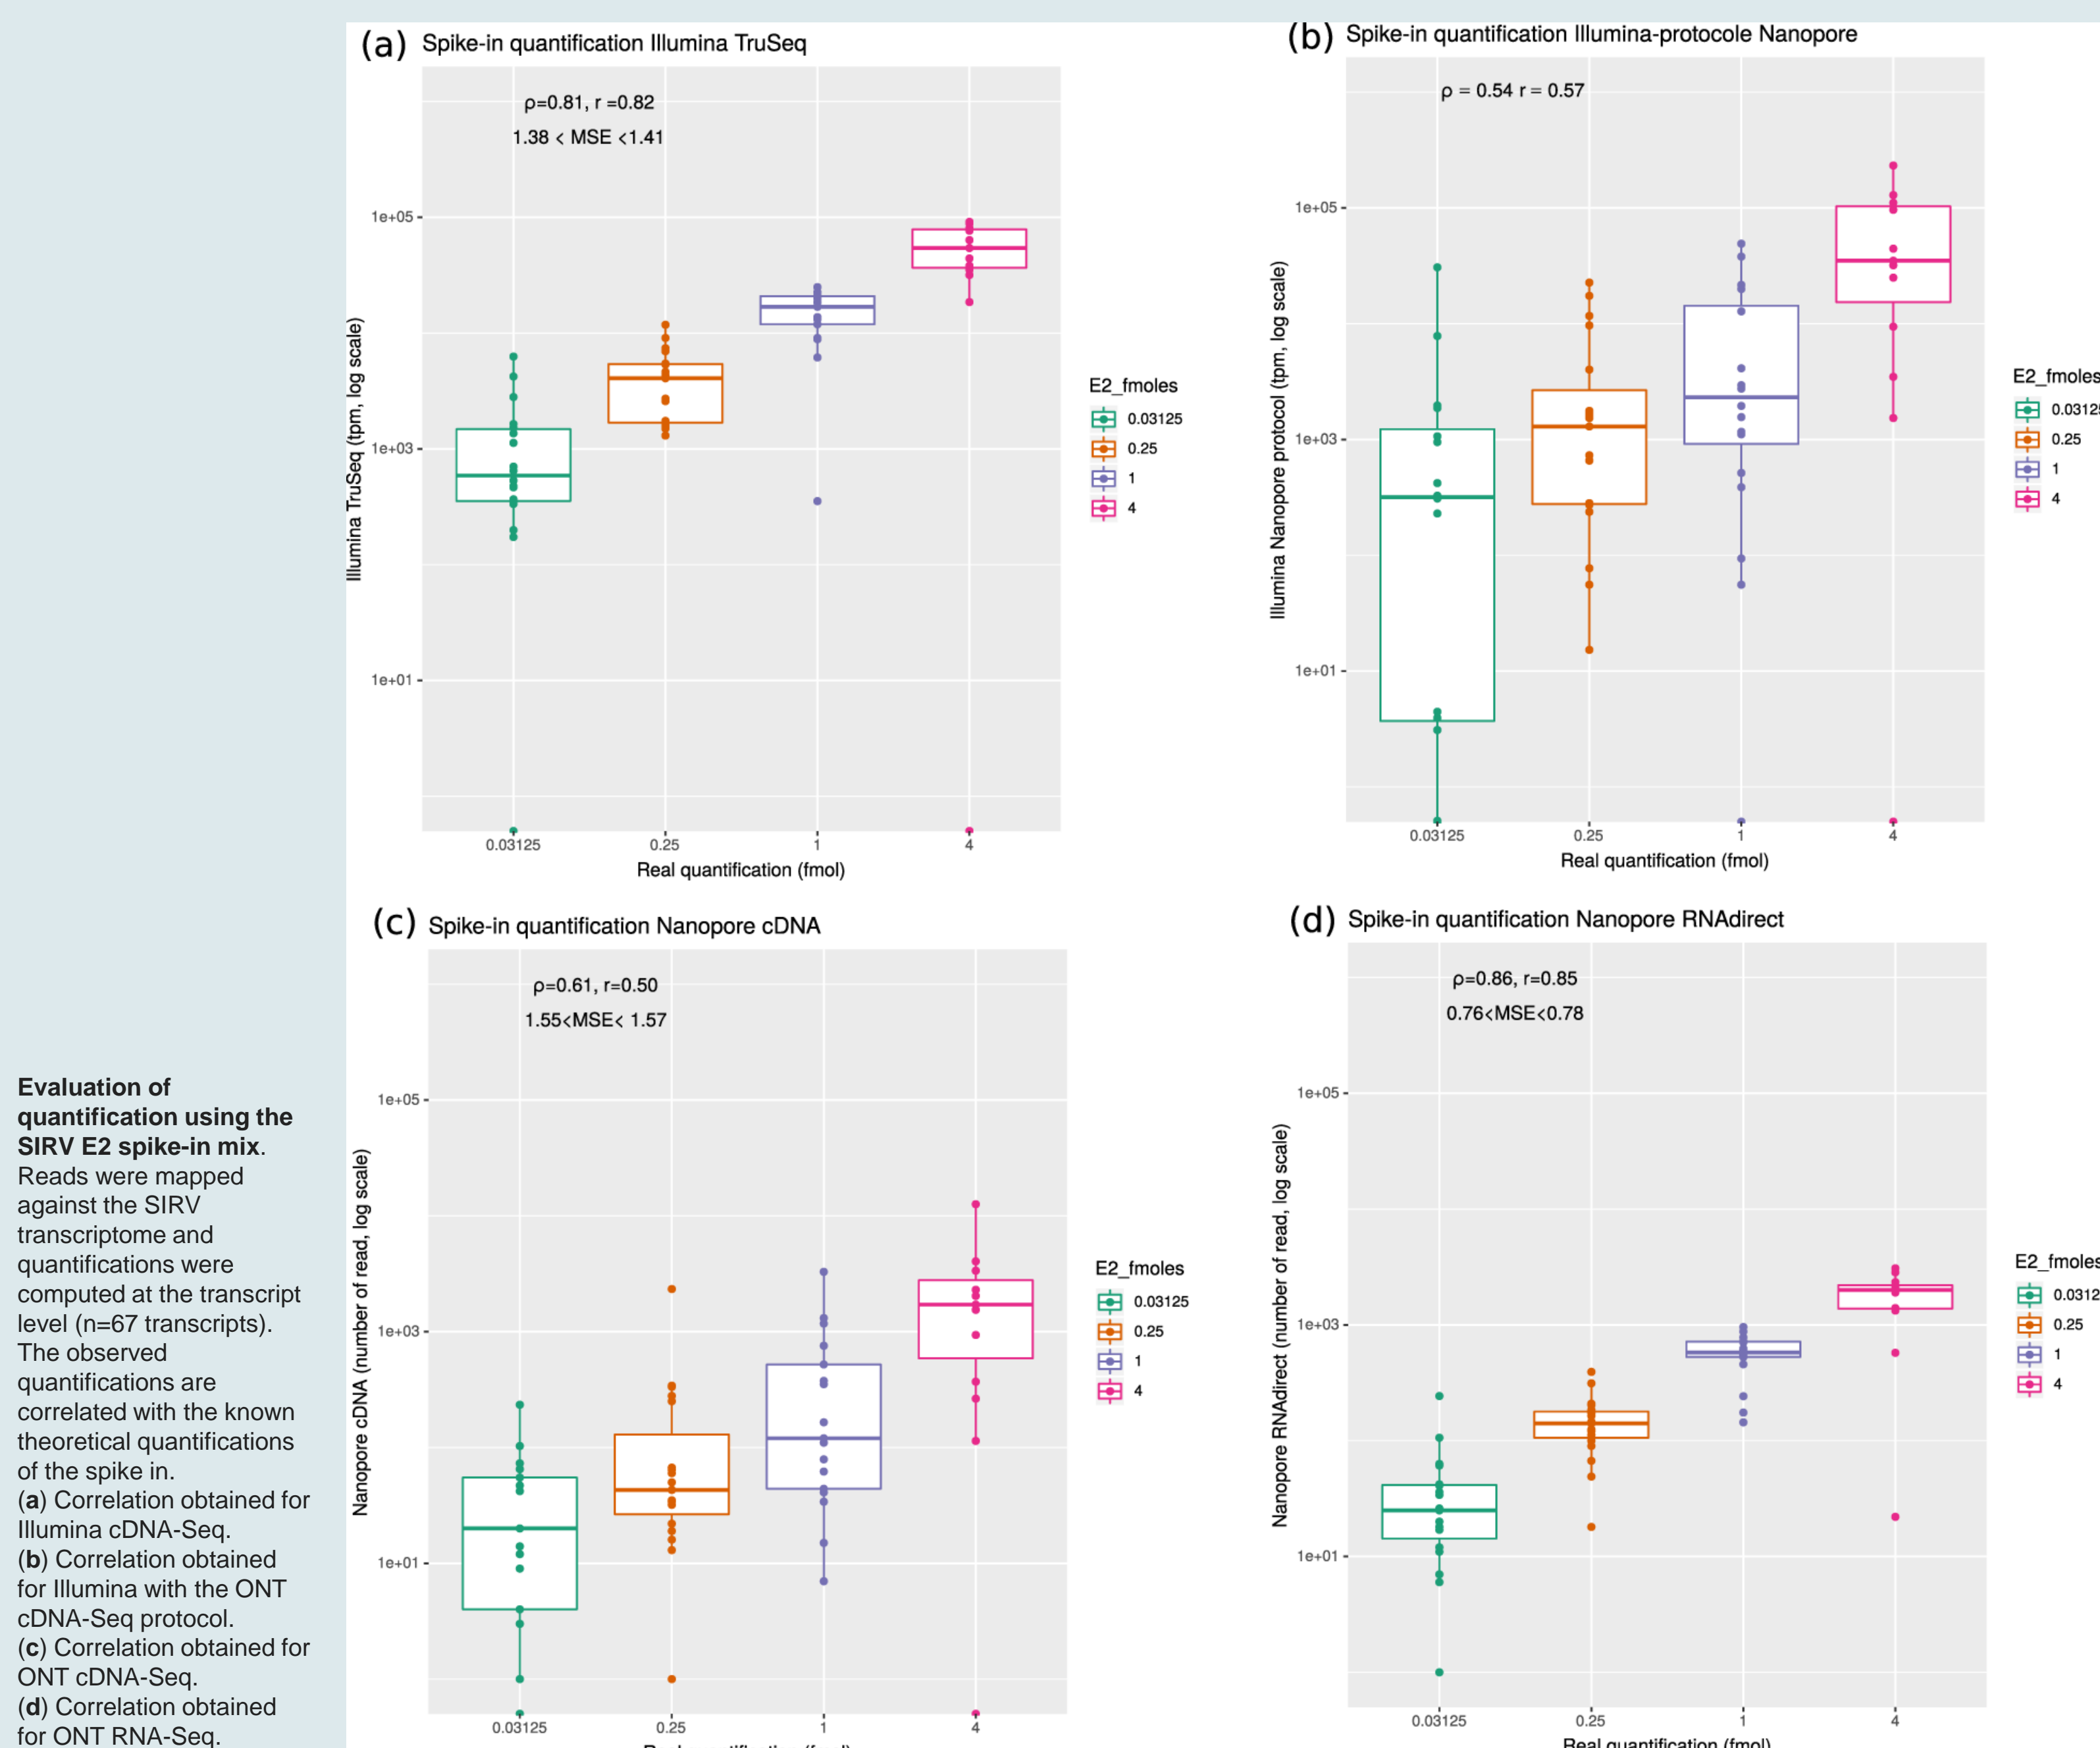 (a) Spike-in quantification Illumina TruSeq
ρ=0.81, r =0.82
1.38 < MSE <1.41
Illumina TruSeq (tpm, log scale)
1e+05
1e+03
1e+01
0.03125 0.25 1 4
Real quantification (fmol)
E2_fmoles
0.03125
0.25
1
4
(b) Spike-in quantification Illumina-protocole Nanopore
ρ = 0.54 r = 0.57
Illumina Nanopore protocol (tpm, log scale)
1e+05
1e+03
1e+01
0.03125 0.25 1 4
Real quantification (fmol)
E2_fmoles
0.03125
0.25
1
4
(c) Spike-in quantification Nanopore cDNA
ρ=0.61, r=0.50
1.55<MSE< 1.57
Nanopore cDNA (number of read, log scale)
1e+05
1e+03
1e+01
0.03125 0.25 1 4
E2_fmoles
0.03125
0.25
1
4
(d) Spike-in quantification Nanopore RNAdirect
ρ=0.86, r=0.85
0.76<MSE<0.78
Nanopore RNAdirect (number of read, log scale)
1e+05
1e+03
1e+01
0.03125 0.25 1 4
Real quantification (fmol)
E2_fmoles
0.0312
0.25
1
4
Evaluation of
quantification using the
SIRV E2 spike-in mix.
Reads were mapped
against the SIRV
transcriptome and
quantifications were
computed at the transcript
level (n=67 transcripts).
The observed
quantifications are
correlated with the known
theoretical quantifications
of the spike in.
(a) Correlation obtained for
Illumina cDNA-Seq.
(b) Correlation obtained
for Illumina with the ONT
cDNA-Seq protocol.
(c) Correlation obtained for
ONT cDNA-Seq.
(d) Correlation obtained
for ONT RNA-Seq.